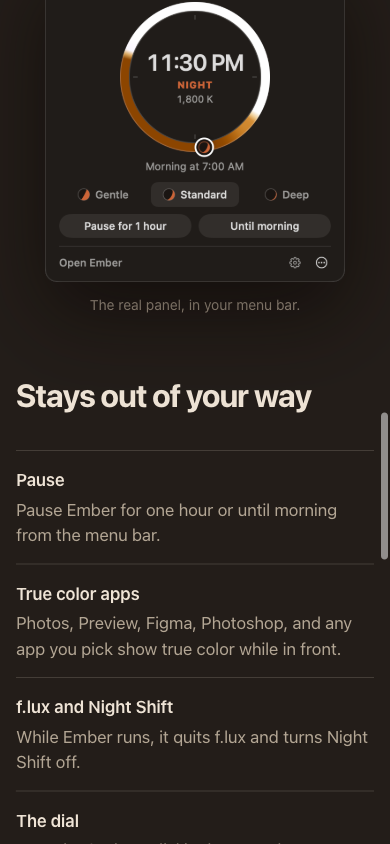 11:30 PM
NIGHT
1,800 K
Morning at 7:00 AM
Gentle Standard Deep
Pause for 1 hour Until morning
Open Ember
The real panel, in your menu bar.
Stays out of your way
Pause
Pause Ember for one hour or until morning
from the menu bar.
True color apps
Photos, Preview, Figma, Photoshop, and any
app you pick show true color while in front.
f.lux and Night Shift
While Ember runs, it quits f.lux and turns Night
Shift off.
The dial